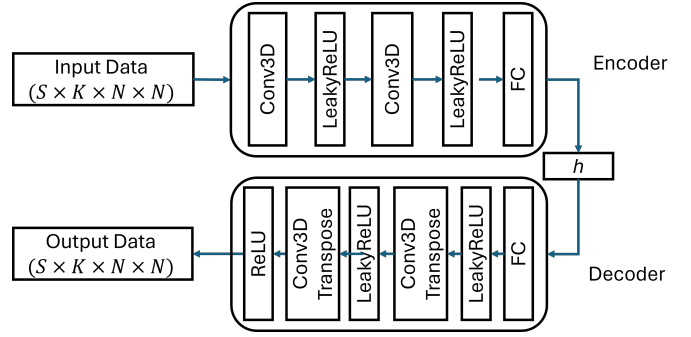 Input Data
(S × K × N × N)
Conv3D
LeakyReLU
Conv3D
LeakyReLU
FC
Encoder
h
Output Data
(S × K × N × N)
ReLU
Conv3D
Transpose
LeakyReLU
Conv3D
Transpose
LeakyReLU
FC
Decoder